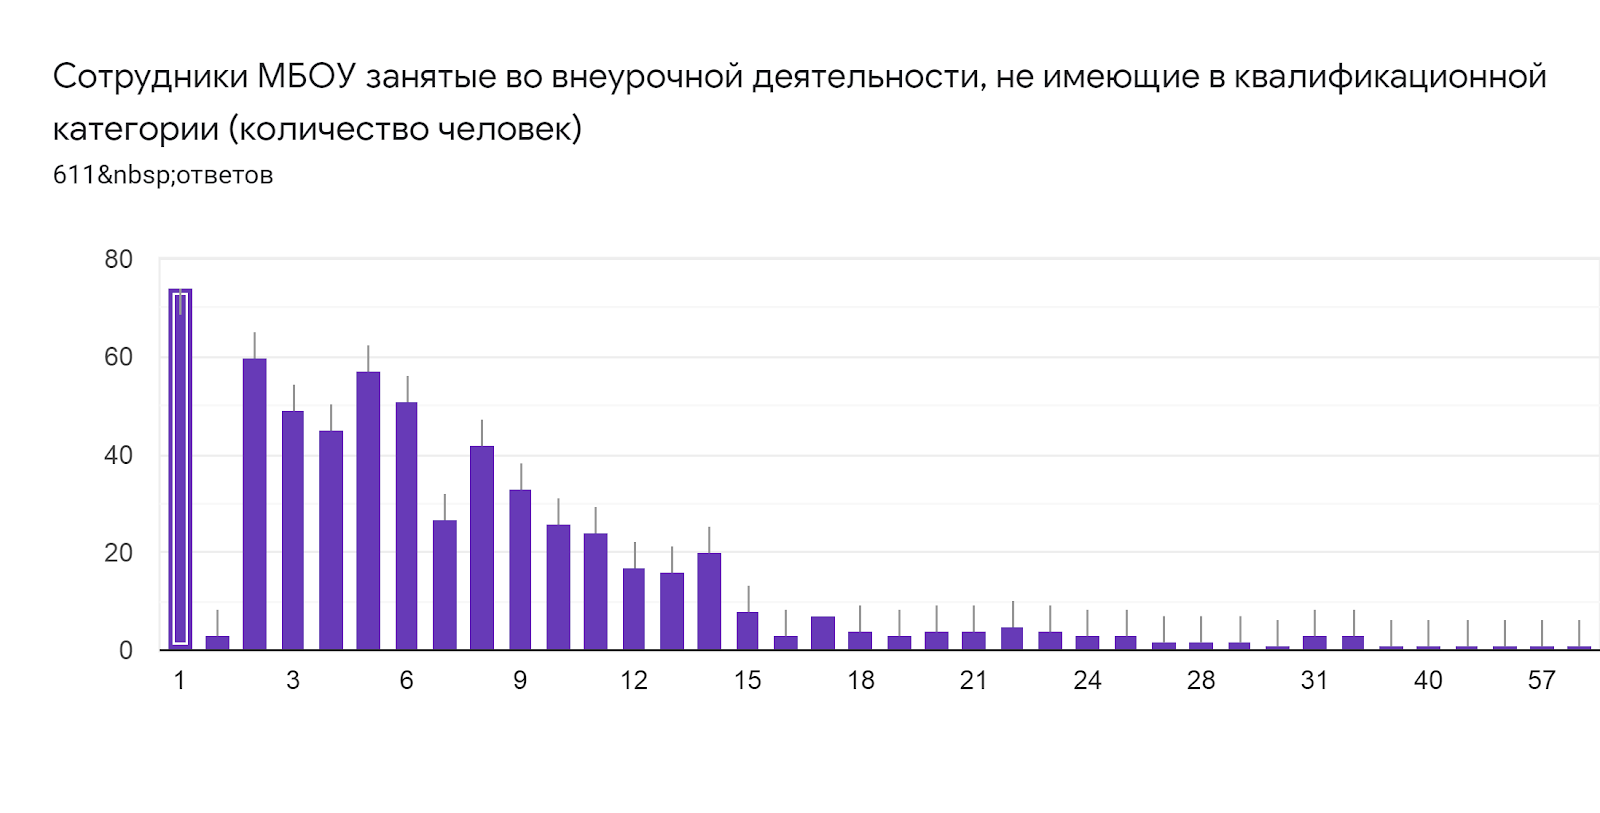 Сотрудники МБОУ занятые во внеурочной деятельности, не имеющие в квалификационной
категории (количество человек)
611&nbsp;ответов
80
60
40
20
0
1 3 6 9 12 15 18 21 24 28 31 40 57